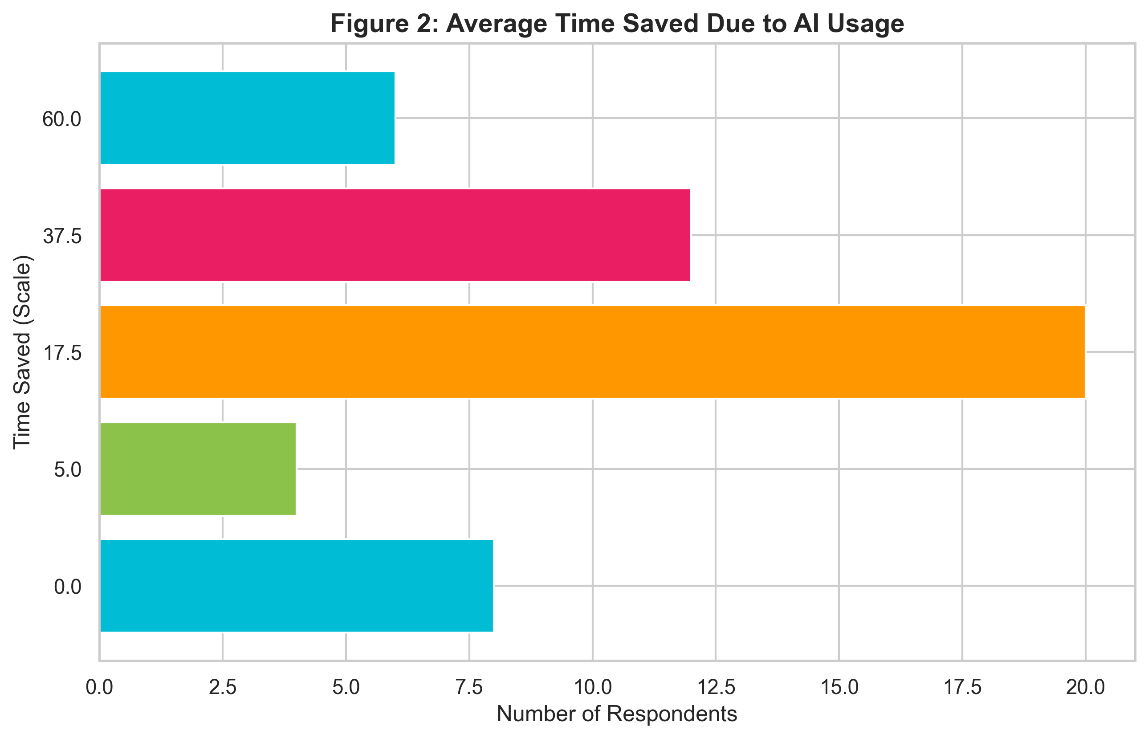 Figure 2: Average Time Saved Due to AI Usage
Time Saved (Scale)
60.0
37.5
17.5
5.0
0.0
0.0 2.5 5.0 7.5 10.0 12.5 15.0 17.5 20.0
Number of Respondents